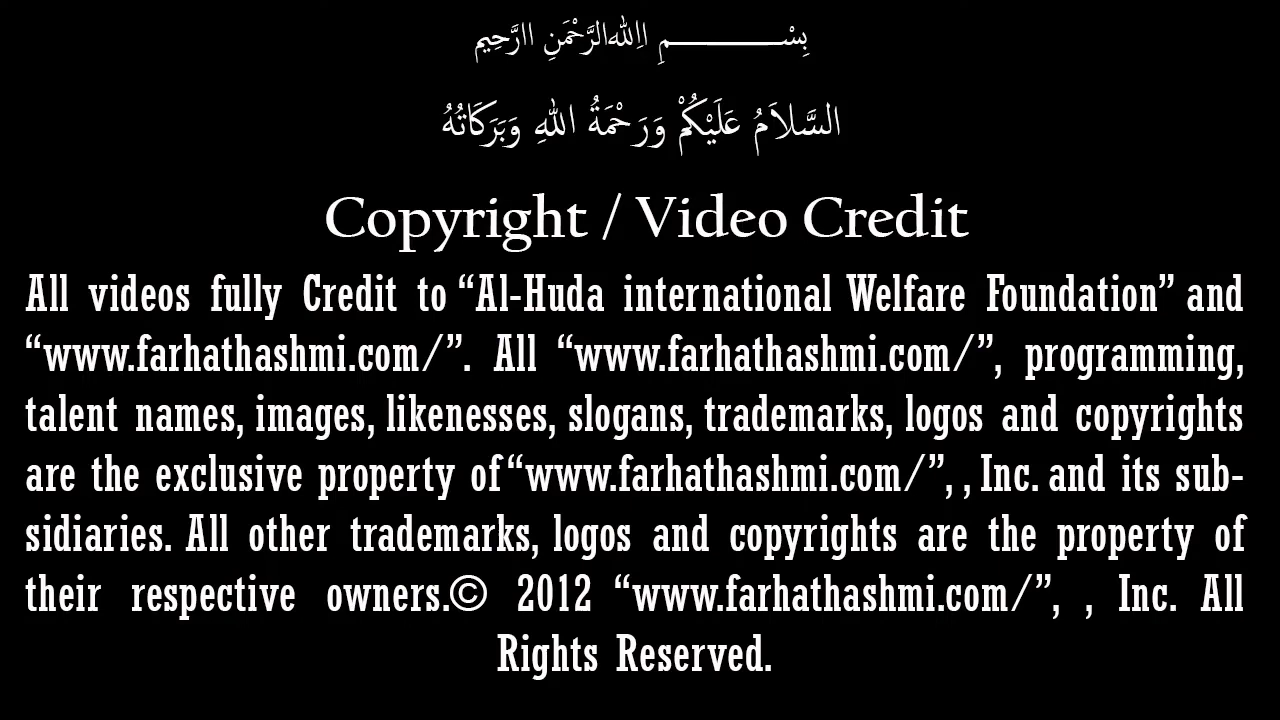 بِسْمِ اللهِ الرَّحْمَنِ الرَّحِيمِ
السَّلاَمُ عَلَيْكُمْ وَرَحْمَةُ اللهِ وَبَرَكَاتُهُ
Copyright / Video Credit
All videos fully Credit to “Al-Huda international Welfare Foundation” and
“www.farhathashmi.com/”. All “www.farhathashmi.com/”, programming,
talent names, images, likenesses, slogans, trademarks, logos and copyrights
are the exclusive property of “www.farhathashmi.com/”, , Inc. and its sub-
sidiaries. All other trademarks, logos and copyrights are the property of
their respective owners.© 2012 “www.farhathashmi.com/”, , Inc. All
Rights Reserved.